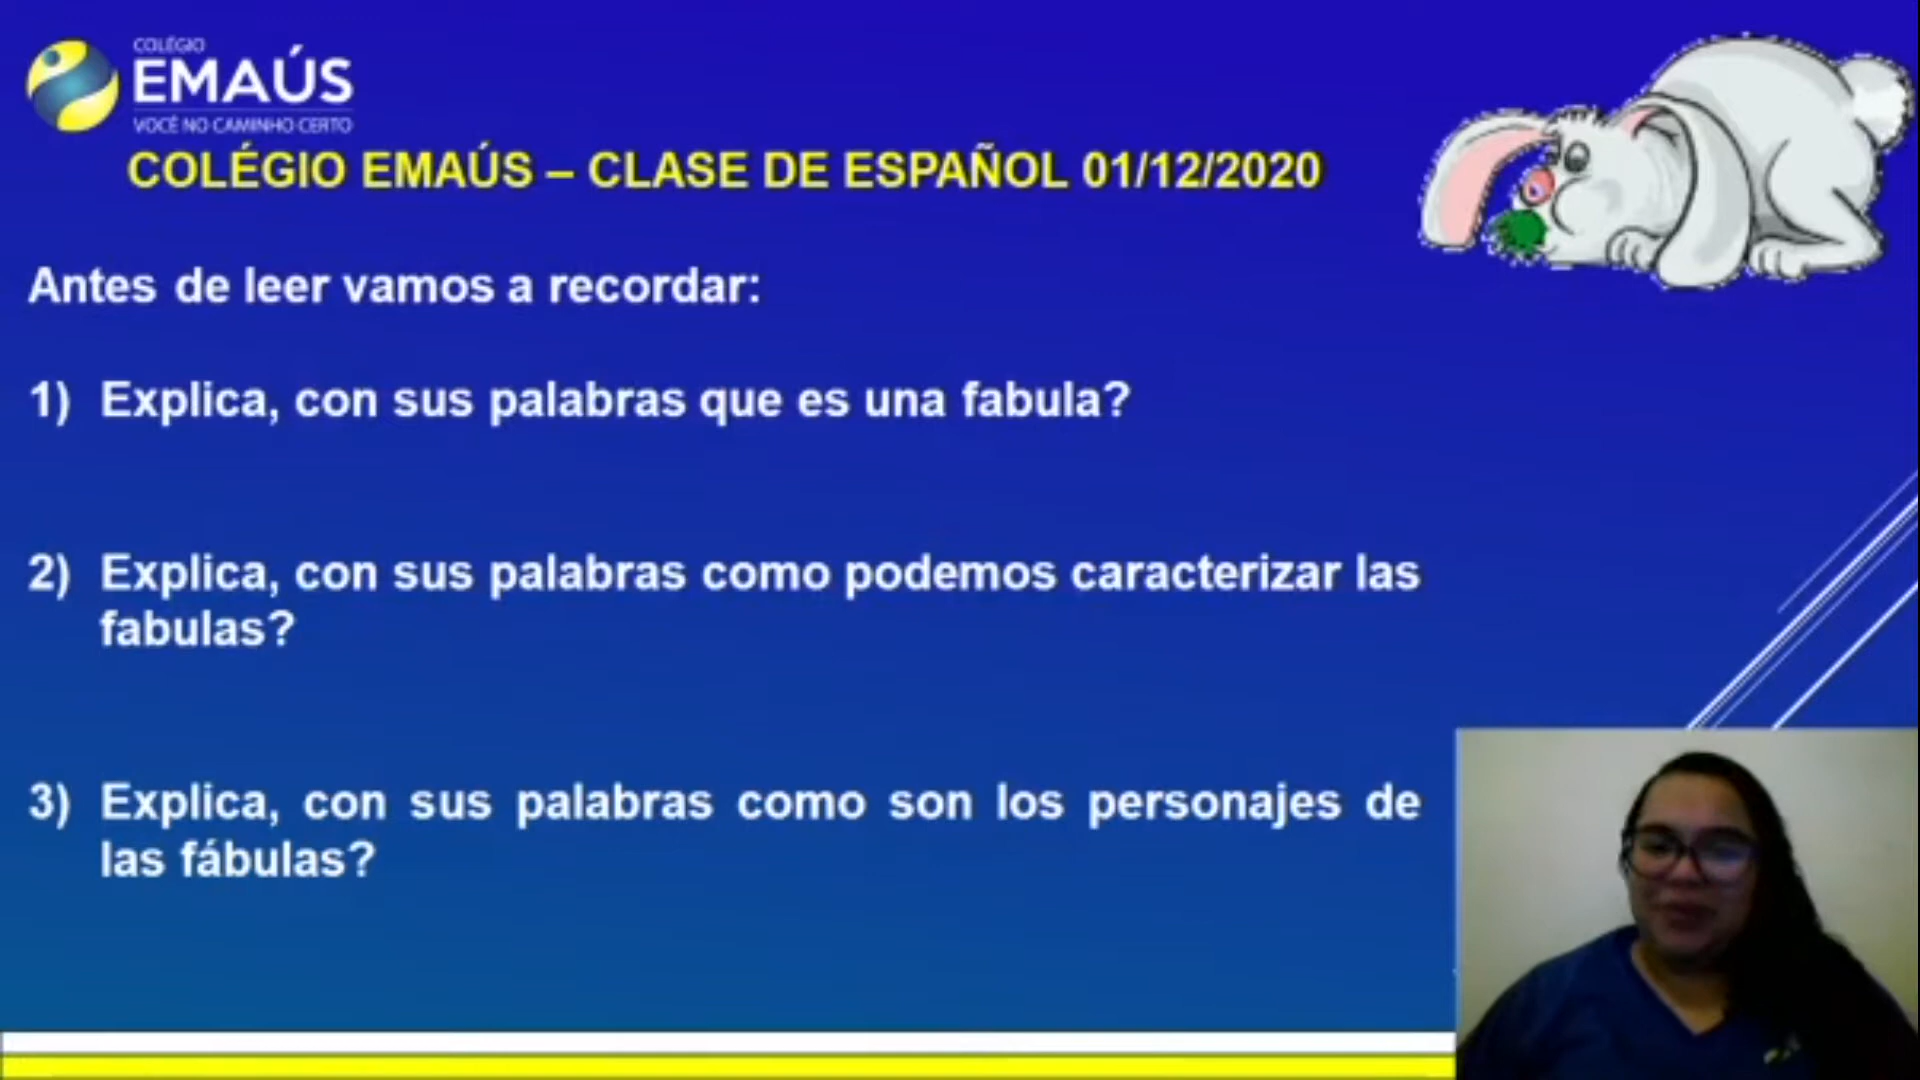 COLÉGIO
EMAÚS
VOCÊ NO CAMINHO CERTO
COLÉGIO EMAÚS – CLASE DE ESPAÑOL 01/12/2020
Antes de leer vamos a recordar:
1) Explica, con sus palabras que es una fabula?
2) Explica, con sus palabras como podemos caracterizar las
fabulas?
3) Explica, con sus palabras como son los personajes de
las fábulas?